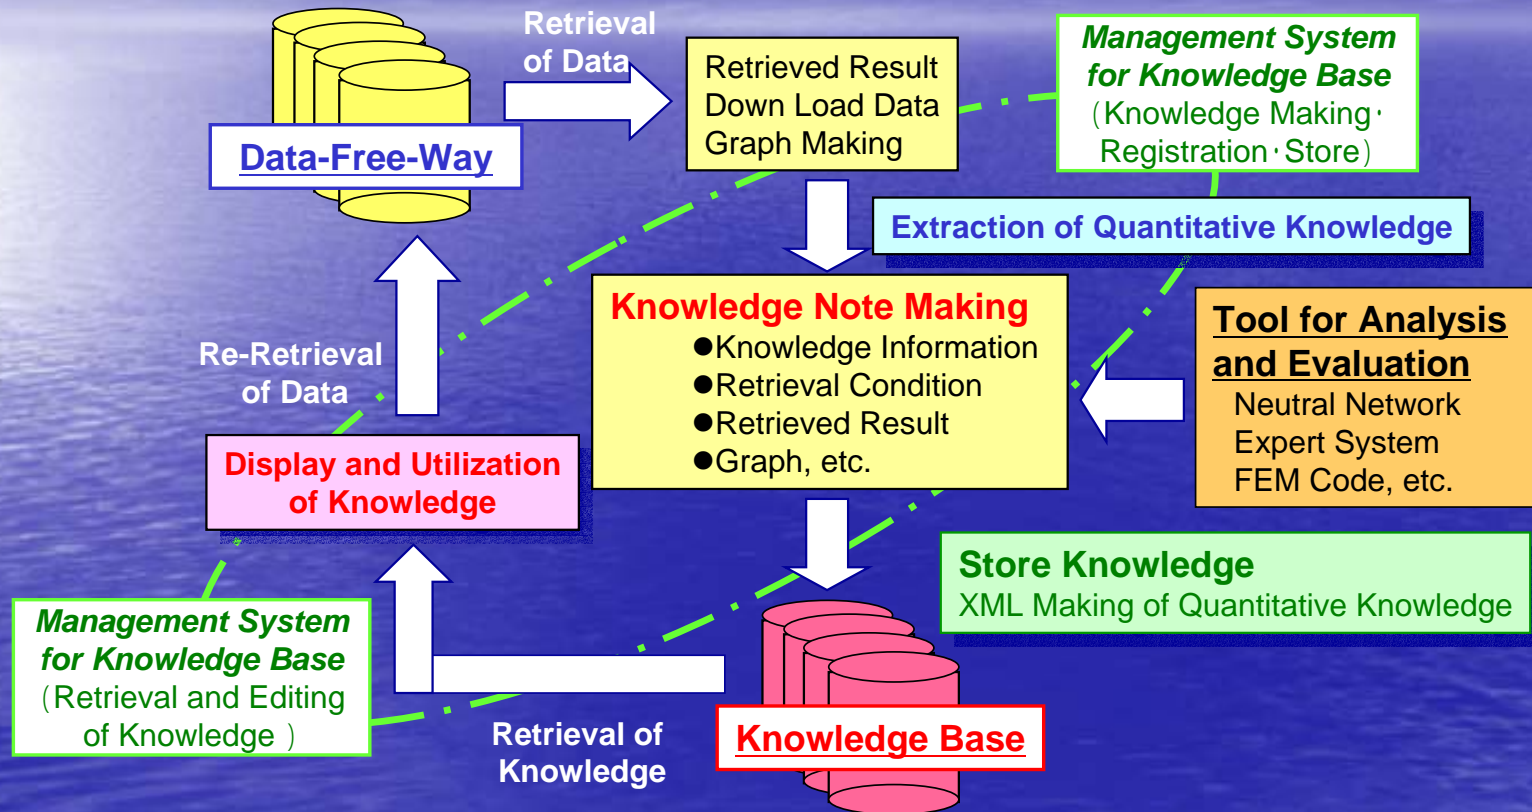 Retrieval
of Data
Management System
for Knowledge Base
(Knowledge Making・
Registration・Store)
Retrieved Result
Down Load Data
Graph Making
Data-Free-Way
Extraction of Quantitative Knowledge
Knowledge Note Making
●Knowledge Information
●Retrieval Condition
●Retrieved Result
●Graph, etc.
Tool for Analysis
and Evaluation
Neutral Network
Expert System
FEM Code, etc.
Re-Retrieval
of Data
Display and Utilization
of Knowledge
Store Knowledge
XML Making of Quantitative Knowledge
Management System
for Knowledge Base
(Retrieval and Editing
of Knowledge )
Retrieval of
Knowledge
Knowledge Base